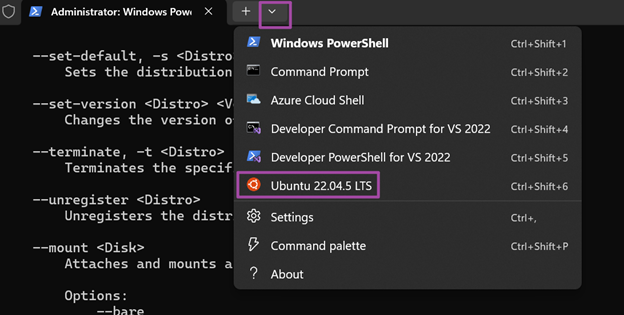 Administrator: Windows Pow
--set-default, -s <Distro>
Sets the distribution
--set-version <Distro>
Changes the version
--terminate, -t <Distro>
Terminates the specif
--unregister <Distro>
Unregisters the distr
--mount <Disk>
Attaches and mounts a
Options:
--bare
Windows PowerShell Ctrl+Shift+1
Command Prompt Ctrl+Shift+2
Azure Cloud Shell Ctrl+Shift+3
Developer Command Prompt for VS 2022 Ctrl+Shift+4
Developer PowerShell for VS 2022 Ctrl+Shift+5
Ubuntu 22.04.5 LTS Ctrl+Shift+6
Settings Ctrl+,
Command palette Ctrl+Shift+P
About